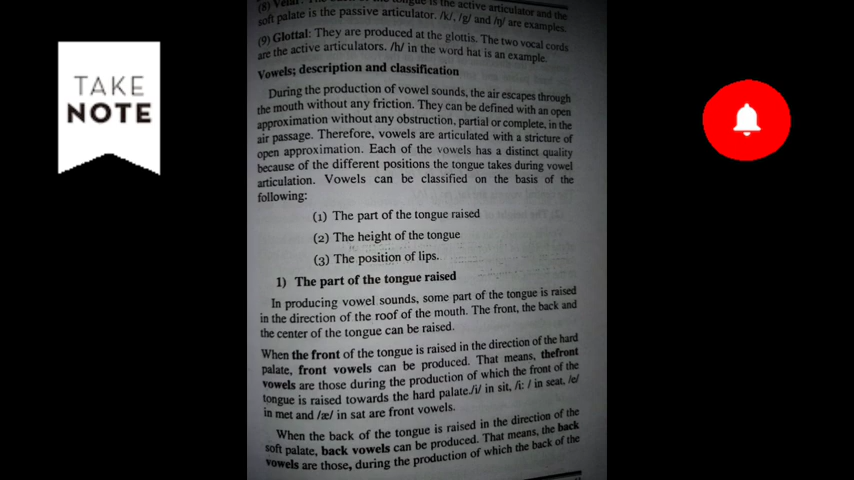 TAKE
NOTE
(8) Velar: The back of the tongue is the active articulator and the
soft palate is the passive articulator. /k/, /g/ and /ŋ/ are examples.
(9) Glottal: They are produced at the glottis. The two vocal cords
are the active articulators. /h/ in the word hat is an example.
Vowels; description and classification
During the production of vowel sounds, the air escapes through
the mouth without any friction. They can be defined with an open
approximation without any obstruction, partial or complete, in the
air passage. Therefore, vowels are articulated with a stricture of
open approximation. Each of the vowels has a distinct quality
because of the different positions the tongue takes during vowel
articulation. Vowels can be classified on the basis of the
following:
(1) The part of the tongue raised
(2) The height of the tongue
(3) The position of lips.
1) The part of the tongue raised
In producing vowel sounds, some part of the tongue is raised
in the direction of the roof of the mouth. The front, the back and
the center of the tongue can be raised.
When the front of the tongue is raised in the direction of the hard
palate, front vowels can be produced. That means, thefront
vowels are those during the production of which the front of the
tongue is raised towards the hard palate./i/ in sit, /i: / in seat, /e/
in met and /æ/ in sat are front vowels.
When the back of the tongue is raised in the direction of the
soft palate, back vowels can be produced. That means, the back
vowels are those, during the production of which the back of the